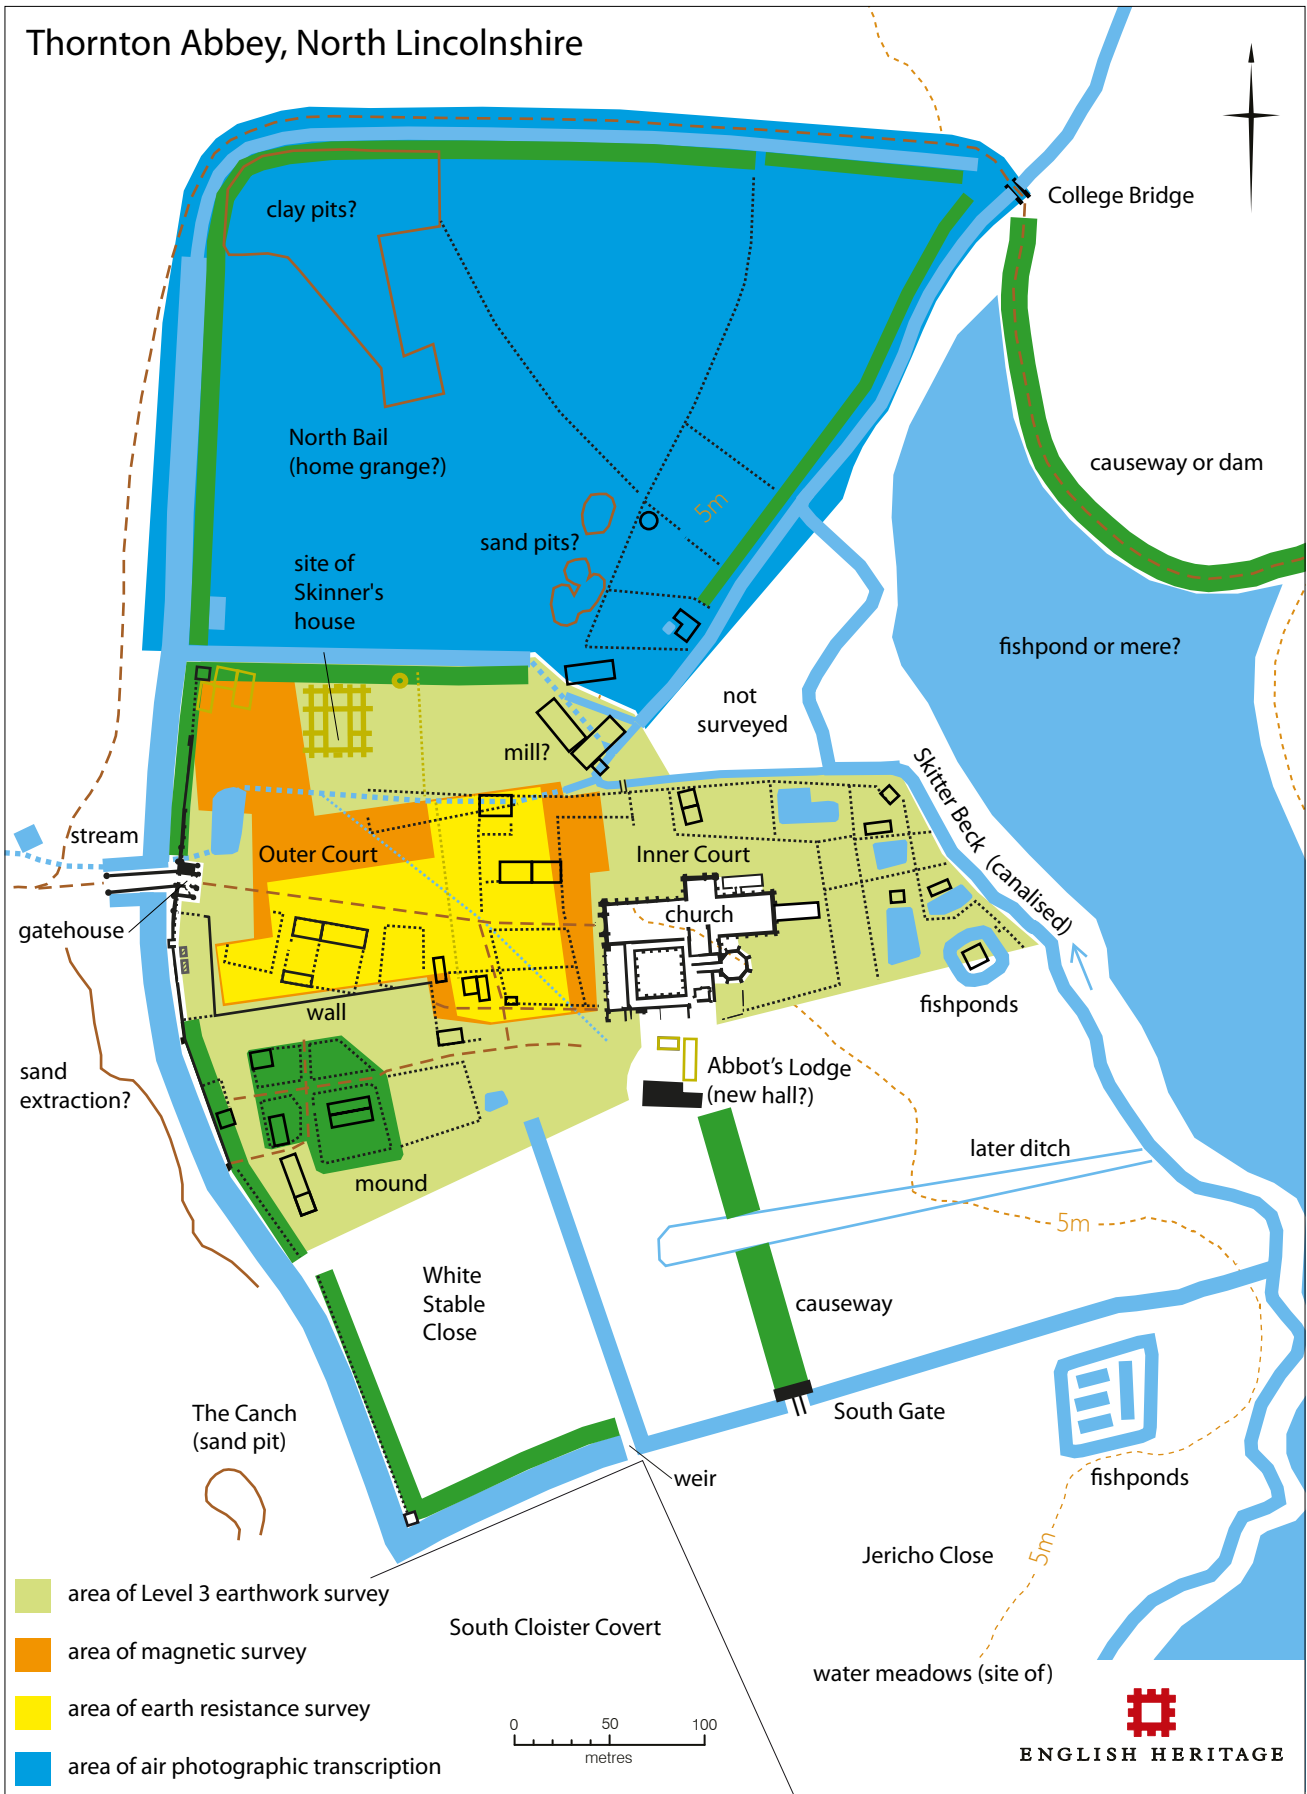 Thornton Abbey, North Lincolnshire
College Bridge
clay pits?
North Bail
(home grange?)
causeway or dam
5m
sand pits?
site of
Skinner's
house
fishpond or mere?
not
surveyed
mill?
Skitter Beck (canalised)
stream
Outer Court
Inner Court
church
gatehouse
wall
fishponds
sand
extraction?
Abbot's Lodge
(new hall?)
later ditch
mound
5m
White
Stable
Close
causeway
The Canch
(sand pit)
South Gate
weir
fishponds
Jericho Close
5m
area of Level 3 earthwork survey
South Cloister Covert
area of magnetic survey
water meadows (site of)
area of earth resistance survey
0 50 100
metres
area of air photographic transcription
ENGLISH HERITAGE